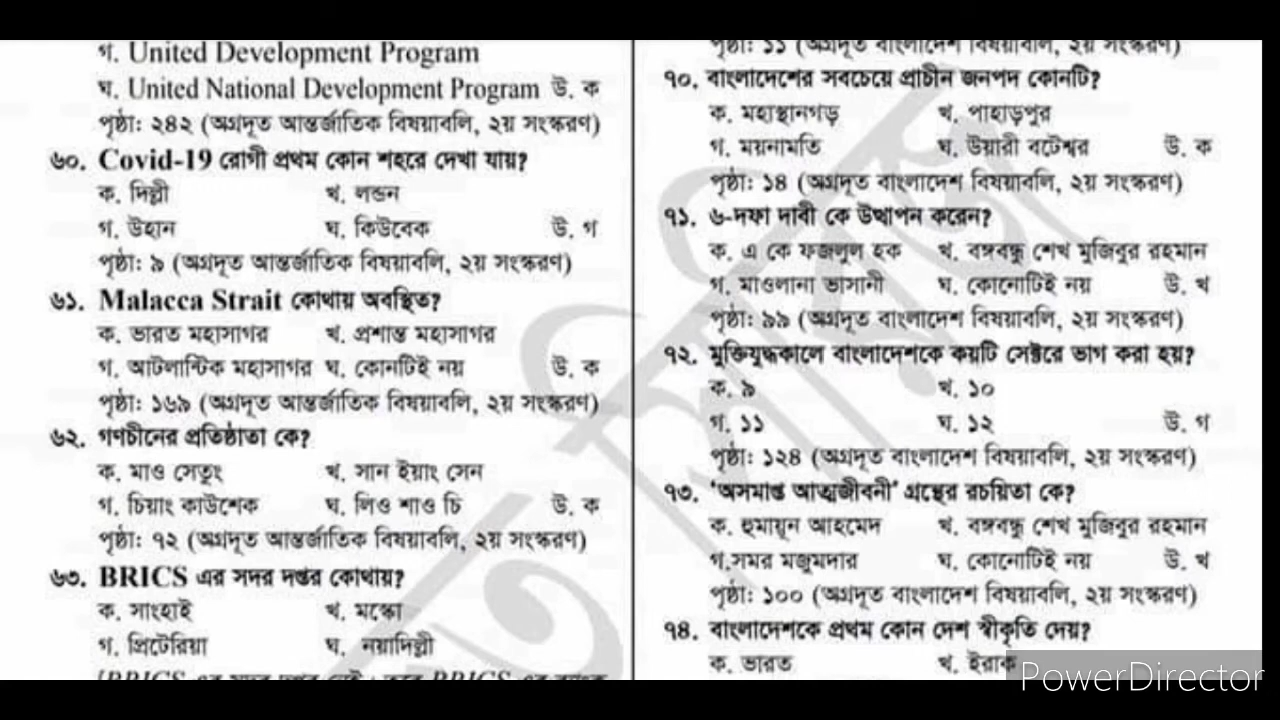 গ. United Development Program
ঘ. United National Development Program উ. ক
পৃষ্ঠা: ২৪২ (অগ্রদূত আন্তর্জাতিক বিষয়াবলি, ২য় সংস্করণ)
৬০. Covid-19 রোগী প্রথম কোন শহরে দেখা যায়?
ক. দিল্লী খ. লন্ডন
গ. উহান ঘ. কিউবেক উ. গ
পৃষ্ঠা: ৯ (অগ্রদূত আন্তর্জাতিক বিষয়াবলি, ২য় সংস্করণ)
৬১. Malacca Strait কোথায় অবস্থিত?
ক. ভারত মহাসাগর খ. প্রশান্ত মহাসাগর
গ. আটলান্টিক মহাসাগর ঘ. কোনটিই নয় উ. ক
পৃষ্ঠা: ১৬৯ (অগ্রদূত আন্তর্জাতিক বিষয়াবলি, ২য় সংস্করণ)
৬২. গণচীনের প্রতিষ্ঠাতা কে?
ক. মাও সেতুং খ. সান ইয়াং সেন
গ. চিয়াং কাউশেক ঘ. লিও শাও চি উ. ক
পৃষ্ঠা: ৭২ (অগ্রদূত আন্তর্জাতিক বিষয়াবলি, ২য় সংস্করণ)
৬৩. BRICS এর সদর দপ্তর কোথায়?
ক. সাংহাই খ. মস্কো
গ. প্রিটেরিয়া ঘ. নয়াদিল্লী
পৃষ্ঠা: ১১ (অগ্রদূত বাংলাদেশ বিষয়াবলি, ২য় সংস্করণ)
৭০. বাংলাদেশের সবচেয়ে প্রাচীন জনপদ কোনটি?
ক. মহাস্থানগড় খ. পাহাড়পুর
গ. ময়নামতি ঘ. উয়ারী বটেশ্বর উ. ক
পৃষ্ঠা: ১৪ (অগ্রদূত বাংলাদেশ বিষয়াবলি, ২য় সংস্করণ)
৭১. ৬-দফা দাবী কে উত্থাপন করেন?
ক. এ কে ফজলুল হক খ. বঙ্গবন্ধু শেখ মুজিবুর রহমান
গ. মাওলানা ভাসানী ঘ. কোনোটিই নয় উ. খ
পৃষ্ঠা: ৯৯ (অগ্রদূত বাংলাদেশ বিষয়াবলি, ২য় সংস্করণ)
৭২. মুক্তিযুদ্ধকালে বাংলাদেশকে কয়টি সেক্টরে ভাগ করা হয়?
ক. ৯ খ. ১০
গ. ১১ ঘ. ১২ উ. গ
পৃষ্ঠা: ১২৪ (অগ্রদূত বাংলাদেশ বিষয়াবলি, ২য় সংস্করণ)
৭৩. 'অসমাপ্ত আত্মজীবনী' গ্রন্থের রচয়িতা কে?
ক. হুমায়ূন আহমেদ খ. বঙ্গবন্ধু শেখ মুজিবুর রহমান
গ.সমর মজুমদার ঘ. কোনোটিই নয় উ. খ
পৃষ্ঠা: ১০০ (অগ্রদূত বাংলাদেশ বিষয়াবলি, ২য় সংস্করণ)
৭৪. বাংলাদেশকে প্রথম কোন দেশ স্বীকৃতি দেয়?
ক. ভারত খ. ইরাক
PowerDirector